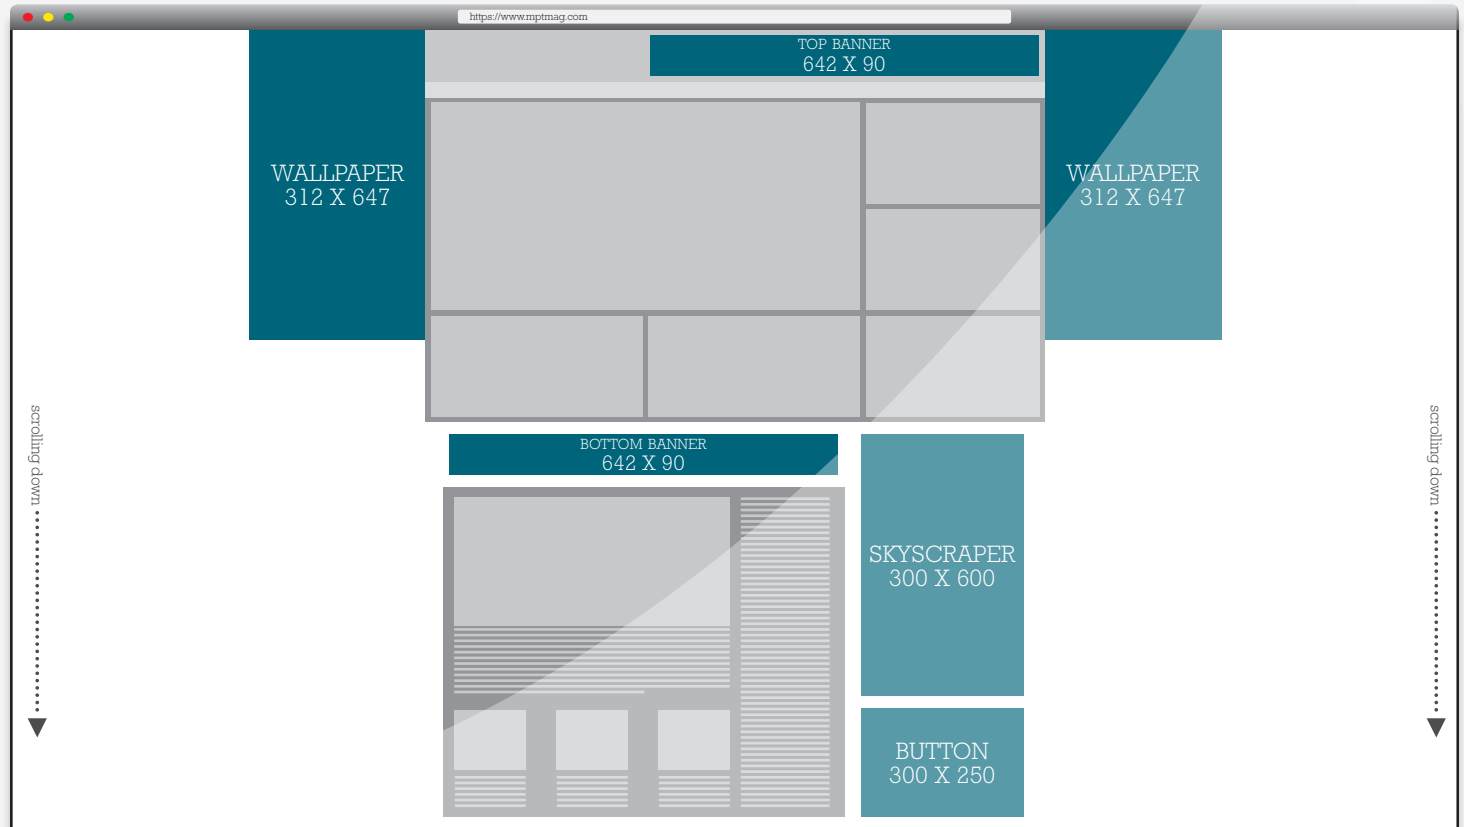 https://www.mptmag.com
TOP BANNER
642 X 90
WALLPAPER
312 X 647
WALLPAPER
312 X 647
scrolling down
scrolling down
BOTTOM BANNER
642 X 90
SKYSCRAPER
300 X 600
BUTTON
300 X 250